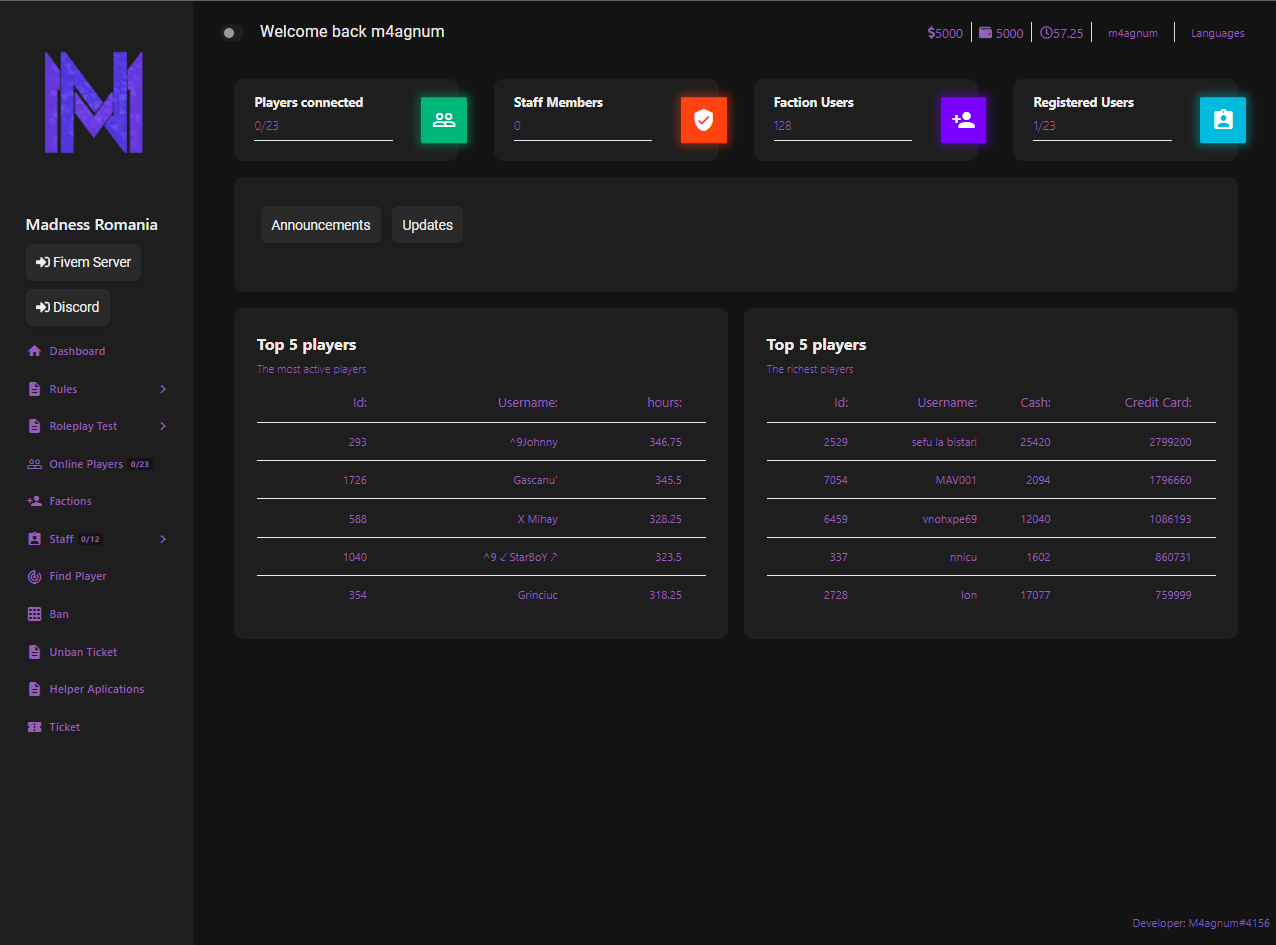 Welcome back m4agnum
$5000 5000 57.25 m4agnum Languages
Players connected
0/23
Staff Members
0
Faction Users
128
Registered Users
1/23
Madness Romania
Fivem Server
Discord
Dashboard
Rules
Roleplay Test
Online Players 0/23
Factions
Staff 0/12
Find Player
Ban
Unban Ticket
Helper Aplications
Ticket
Announcements Updates
Top 5 players
The most active players
Id: Username: hours:
293 ^9Johnny 346.75
1726 Gascanu' 345.5
588 X Mihay 328.25
1040 ^9 ↙ StarBoY ↗ 323.5
354 Grinciuc 318.25
Top 5 players
The richest players
Id: Username: Cash: Credit Card:
2529 sefu la bistari 25420 2799200
7054 MAV001 2094 1796660
6459 vnohxpe69 12040 1086193
337 nnicu 1602 860731
2728 Ion 17077 759999
Developer: M4agnum#4156